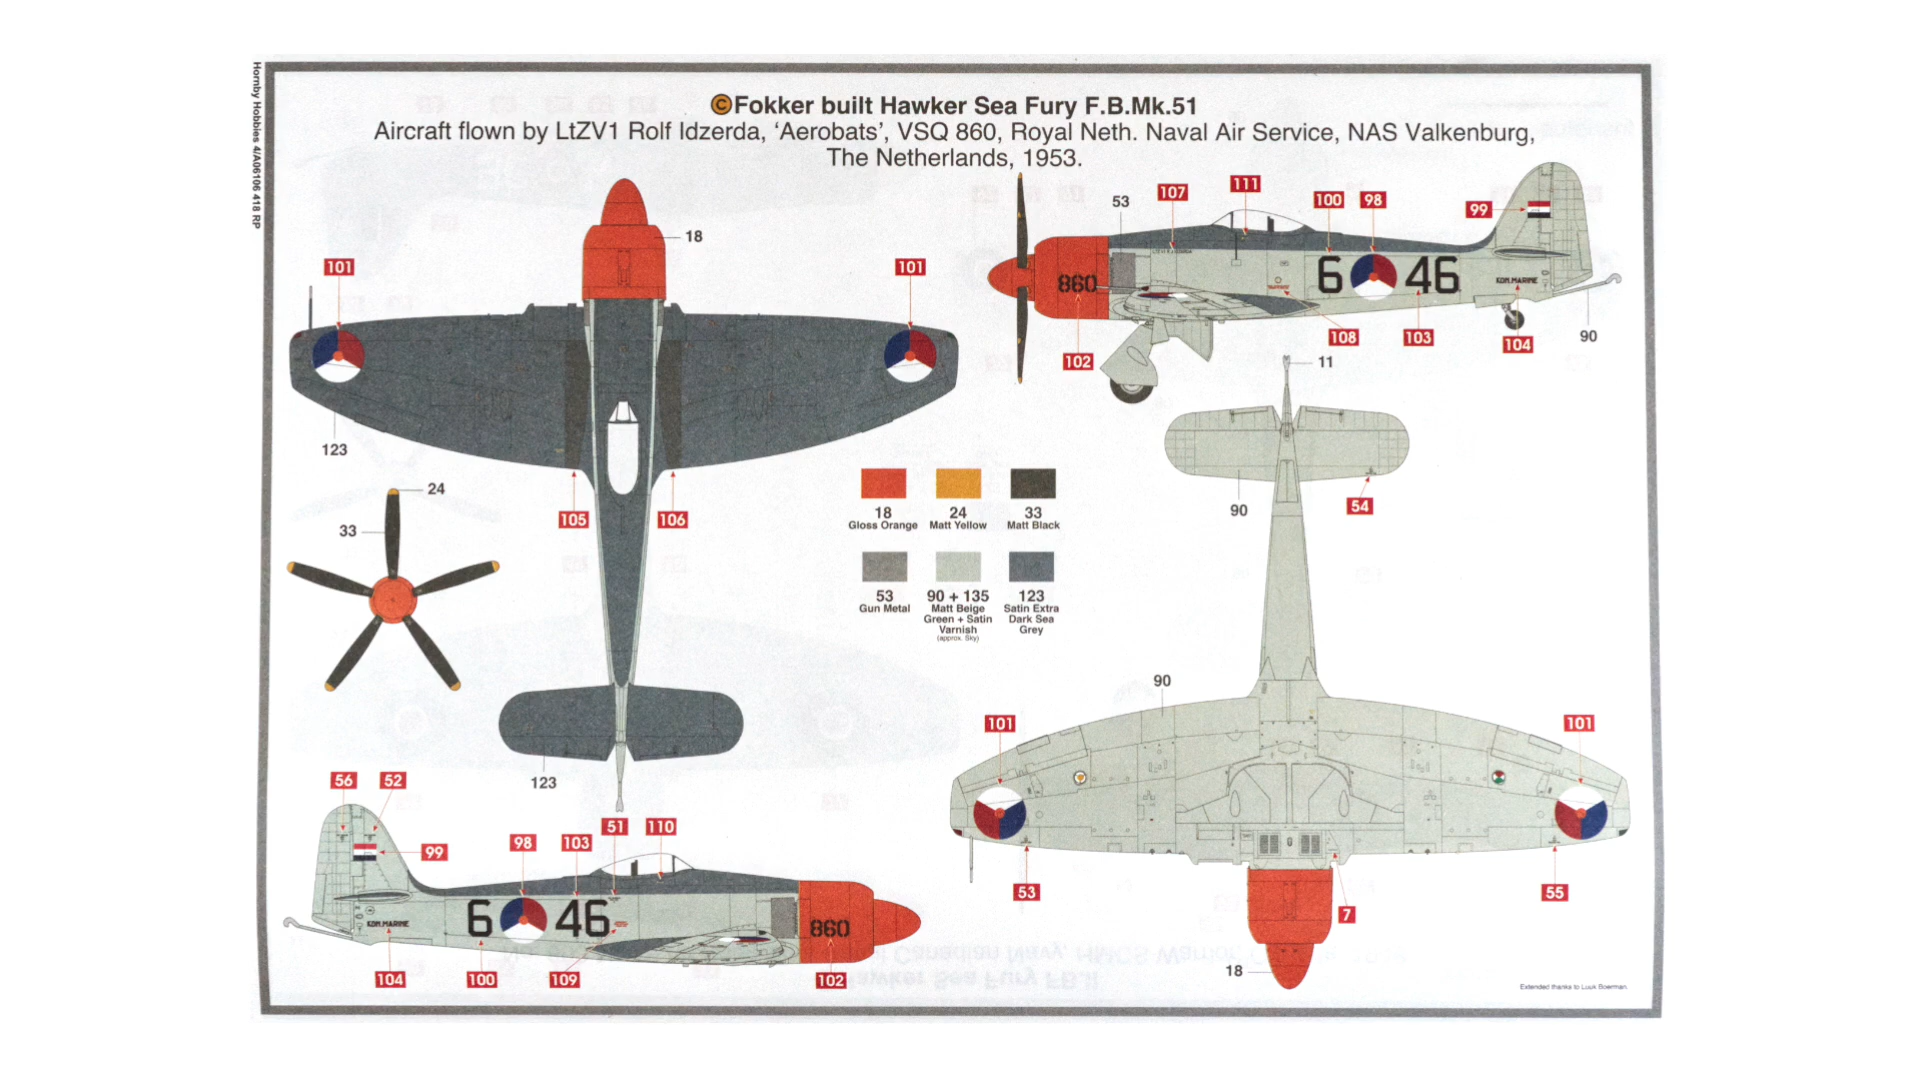 Hornby Hobbies 4/A06106 418 RP
©Fokker built Hawker Sea Fury F.B.Mk.51
Aircraft flown by LtZV1 Rolf Idzerda, ‘Aerobats’, VSQ 860, Royal Neth. Naval Air Service, NAS Valkenburg,
The Netherlands, 1953.
18
101
101
123
105
106
24
33
123
53
107
111
100
98
99
860
6 46
KON.MARINE
102
108
103
104
90
11
90
54
18
Gloss Orange
24
Matt Yellow
33
Matt Black
53
Gun Metal
90 + 135
Matt Beige
Green + Satin
Varnish
(approx. Sky)
123
Satin Extra
Dark Sea
Grey
56
52
99
98
103
51
110
KON.MARINE
6 46
860
104
100
109
102
90
101
101
53
55
7
18
Extended thanks to Luuk Boerman.